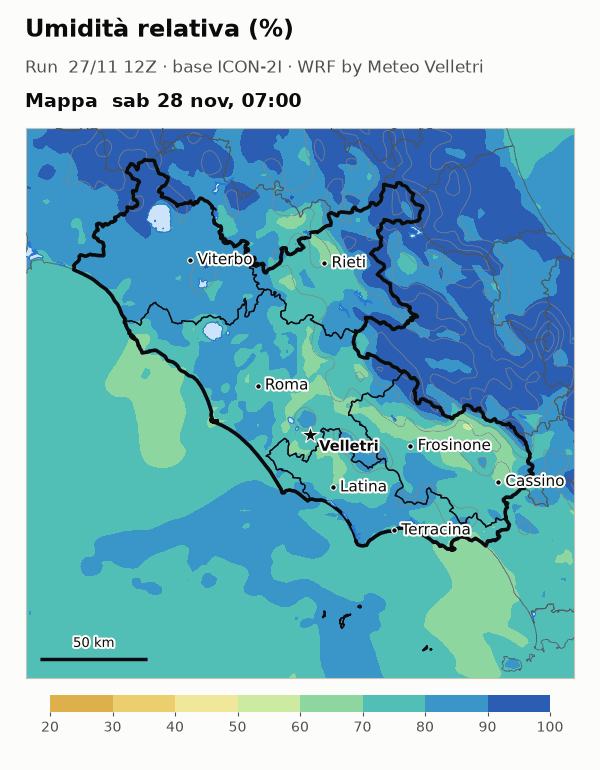 Umidità relativa (%)
Run  27/11 12Z · base ICON-2I · WRF by Meteo Velletri
Mappa  sab 28 nov, 07:00
Viterbo
Rieti
Roma
Velletri
Frosinone
Cassino
Latina
Terracina
50 km
20 30 40 50 60 70 80 90 100